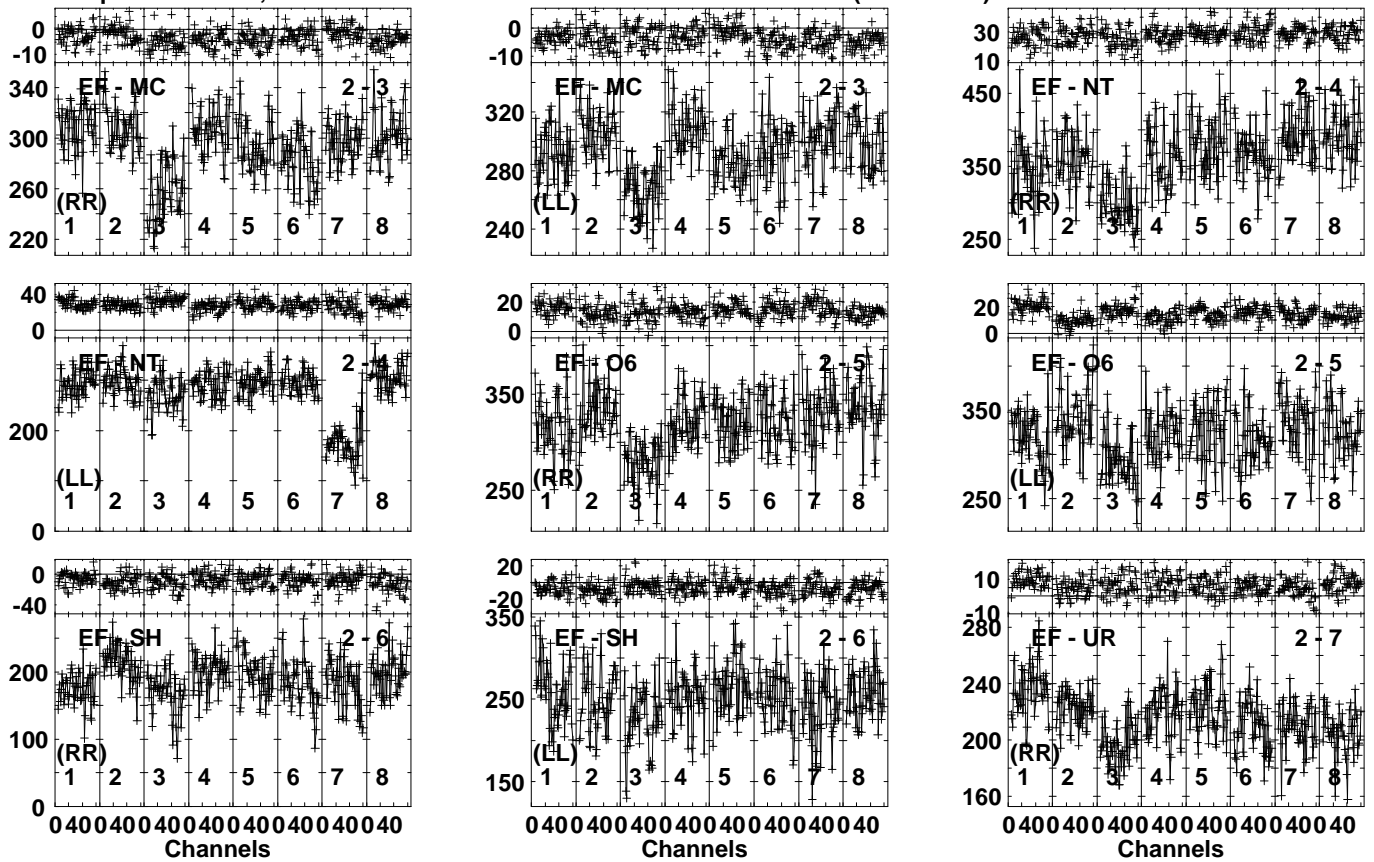 0
-10
EF - MC 2 - 3
340
300
260
220
(RR)
1 2 3 4 5 6 7 8
0
-10
EF - MC 2 - 3
320
280
240
(LL)
1 2 3 4 5 6 7 8
30
10
EF - NT 2 - 4
450
350
250
(RR)
1 2 3 4 5 6 7 8
40
0
EF - NT 2 - 4
200
0
(LL)
1 2 3 4 5 6 7 8
20
0
EF - O6 2 - 5
350
250
(RR)
1 2 3 4 5 6 7 8
20
0
EF - O6 2 - 5
350
250
(LL)
1 2 3 4 5 6 7 8
0
-40
EF - SH 2 - 6
200
100
0
(RR)
1 2 3 4 5 6 7 8
20
-20
350
EF - SH 2 - 6
250
150
(LL)
1 2 3 4 5 6 7 8
10
-10
280
EF - UR 2 - 7
240
200
160
(RR)
1 2 3 4 5 6 7 8
0 40 0 40 0 40 0 40 0 40 0 40 0 40 0 40
Channels
0 40 0 40 0 40 0 40 0 40 0 40 0 40 0 40
Channels
0 40 0 40 0 40 0 40 0 40 0 40 0 40 0 40
Channels